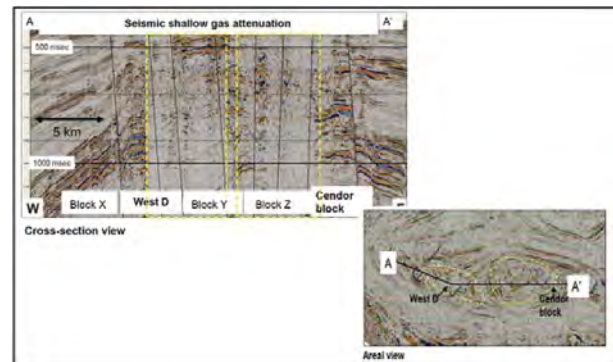 A Seismic shallow gas attenuation A'
500 msec
5 km
1000 msec
Block X West D Block Y Block Z Cendor block
W
Cross-section view
A
A'
West D
Cendor block
Areal view